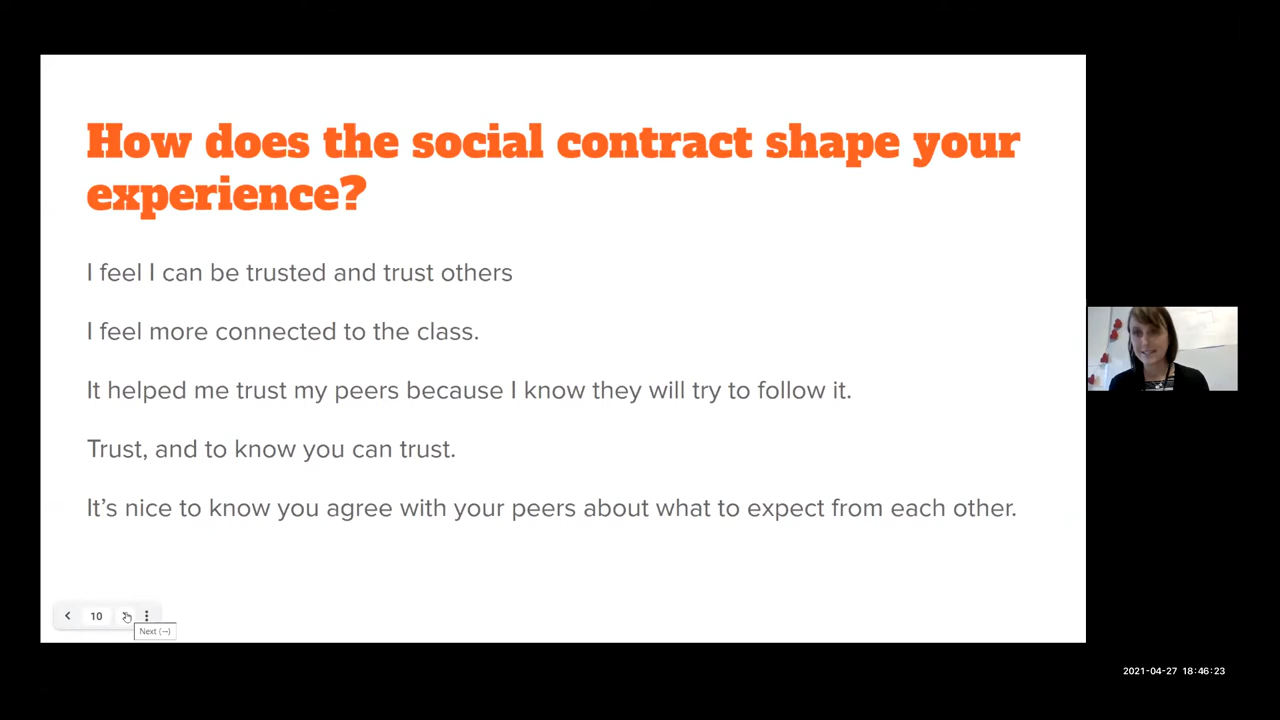 How does the social contract shape your
experience?
I feel I can be trusted and trust others
I feel more connected to the class.
It helped me trust my peers because I know they will try to follow it.
Trust, and to know you can trust.
It’s nice to know you agree with your peers about what to expect from each other.
10
Next (→)
2021-04-27 18:46:23